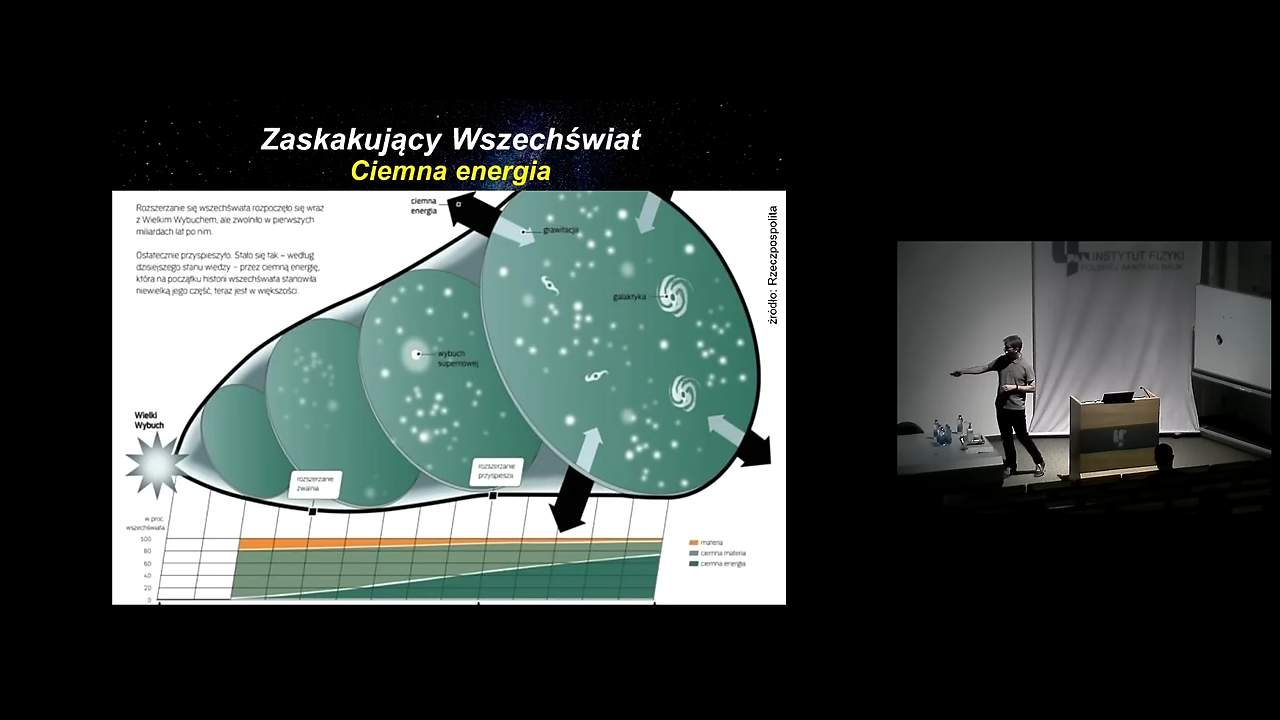 Zaskakujący Wszechświat
Ciemna energia
Rozszerzanie się wszechświata rozpoczęło się wraz
z Wielkim Wybuchem, ale zwolniło w pierwszych
miliardach lat po nim.
Ostatecznie przyspieszyło. Stało się tak – według
dzisiejszego stanu wiedzy – przez ciemną energię,
która na początku historii wszechświata stanowiła
niewielką jego część, teraz jest w większości.
ciemna
energia
grawitacja
galaktyka
wybuch
supernowej
Wielki
Wybuch
rozszerzanie
zwalnia
rozszerzanie
przyspiesza
w proc.
wszechświata
100
80
60
40
20
0
materia
ciemna materia
ciemna energia
źródło: Rzeczpospolita
INSTYTUT FIZYKI
POLSKIEJ AKADEMII NAUK